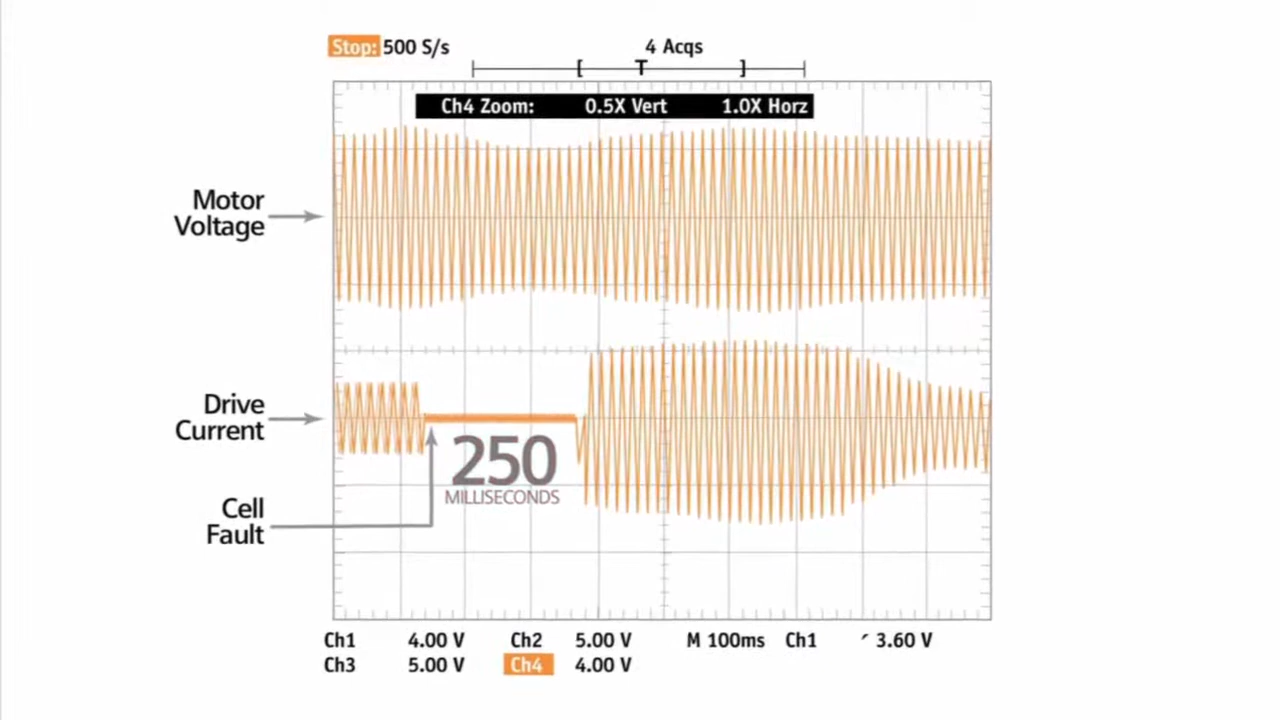 Stop: 500 S/s
4 Acqs
[ T ]
Ch4 Zoom: 0.5X Vert 1.0X Horz
Motor
Voltage
Drive
Current
250
MILLISECONDS
Cell
Fault
Ch1 4.00 V Ch2 5.00 V M 100ms Ch1 3.60 V
Ch3 5.00 V Ch4 4.00 V